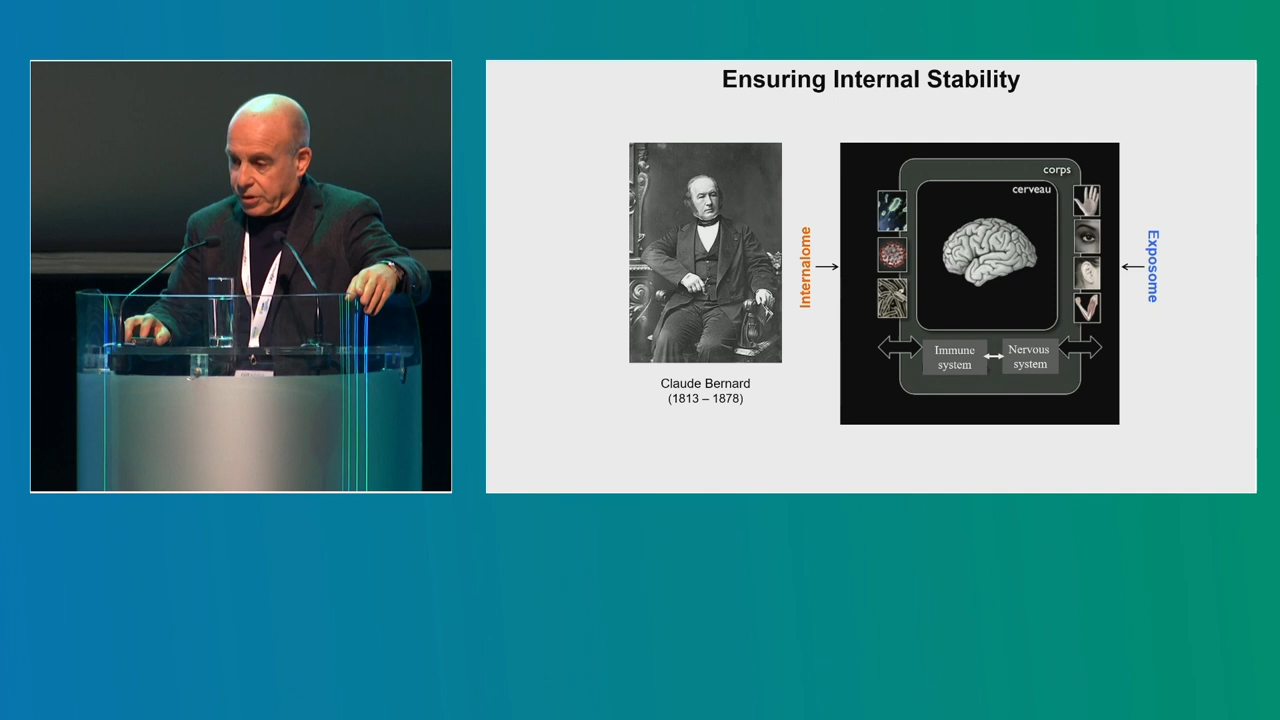 Ensuring Internal Stability
Claude Bernard
(1813 – 1878)
Internalome
corps
cerveau
Immune
system
Nervous
system
Exposome